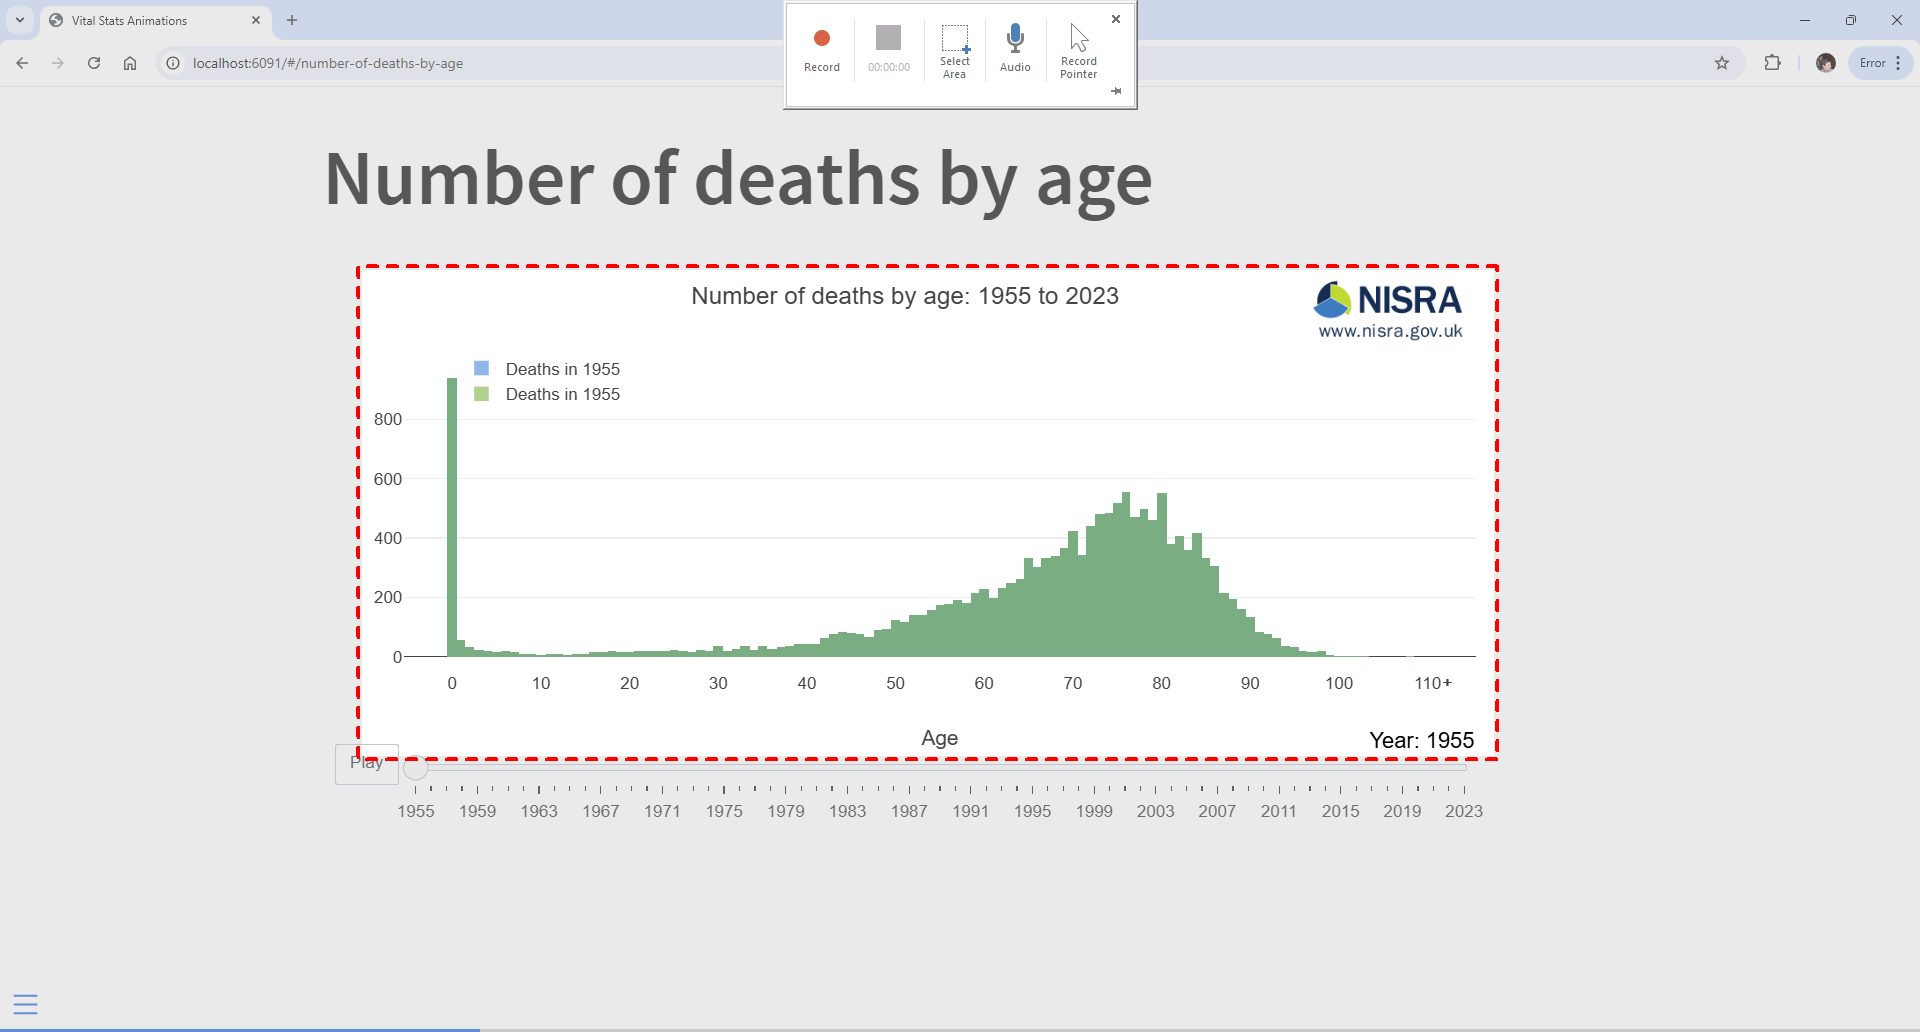 Vital Stats Animations
localhost:6091/#/number-of-deaths-by-age
Error
Record
00:00:00
Select Area
Audio
Record Pointer
Number of deaths by age
Number of deaths by age: 1955 to 2023
NISRA
www.nisra.gov.uk
Deaths in 1955
Deaths in 1955
800
600
400
200
0
0 10 20 30 40 50 60 70 80 90 100 110+
Age
Year: 1955
Play
1955 1959 1963 1967 1971 1975 1979 1983 1987 1991 1995 1999 2003 2007 2011 2015 2019 2023